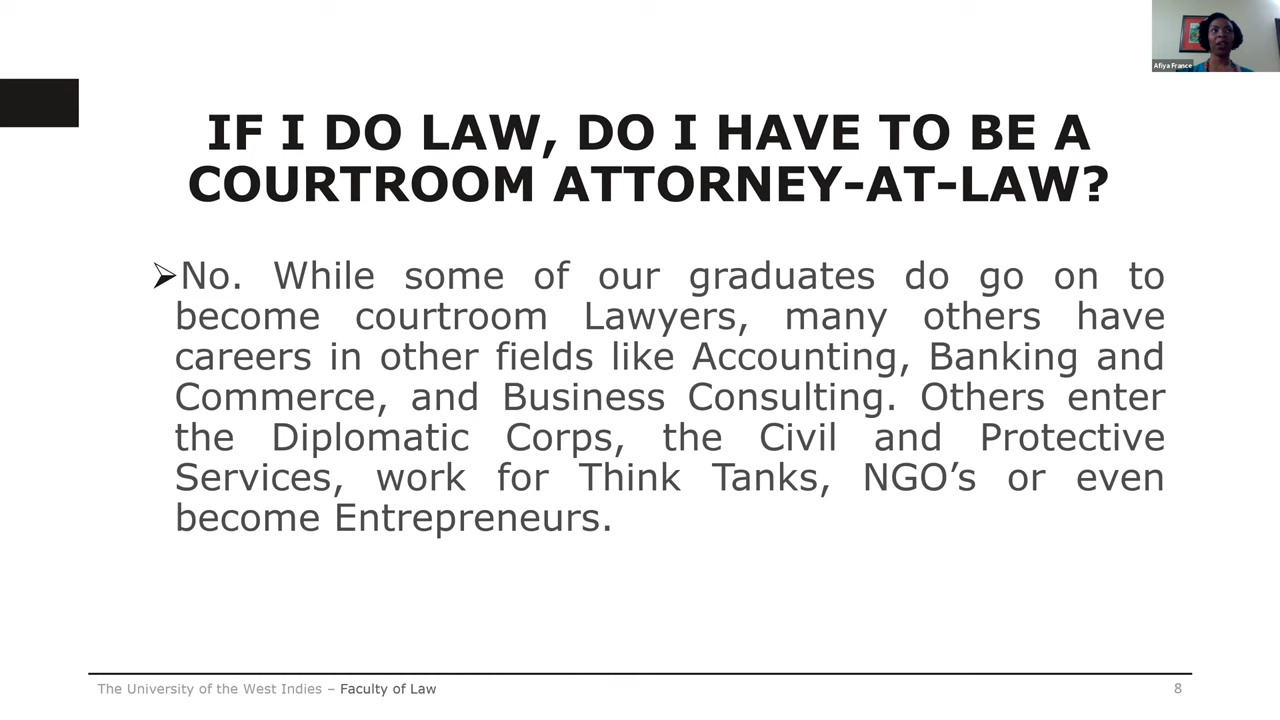 Afiya France
IF I DO LAW, DO I HAVE TO BE A
COURTROOM ATTORNEY-AT-LAW?
➢No. While some of our graduates do go on to
become courtroom Lawyers, many others have
careers in other fields like Accounting, Banking and
Commerce, and Business Consulting. Others enter
the Diplomatic Corps, the Civil and Protective
Services, work for Think Tanks, NGO’s or even
become Entrepreneurs.
The University of the West Indies – Faculty of Law
8